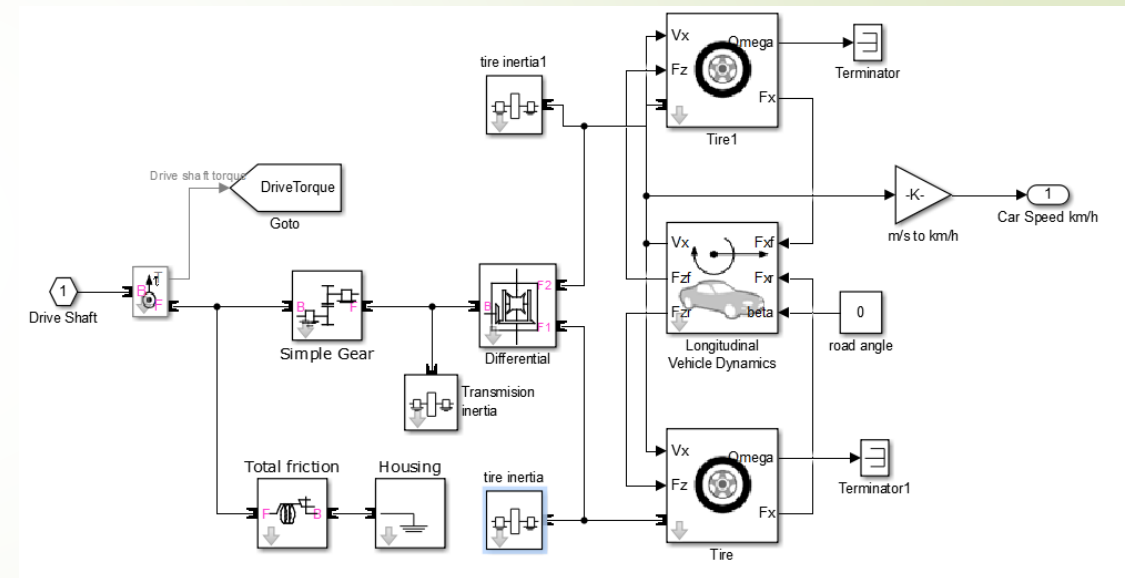 Vx
Omega
Fz
Fx
Tire1
Terminator
tire inertia1
Drive shaft torque
DriveTorque
Goto
-K-
m/s to km/h
1
Car Speed km/h
1
Drive Shaft
B
T
F
B
F
Simple Gear
B
F2
F1
Differential
Transmision
inertia
Vx
Fxf
Fzf
Fxr
Fzr
beta
Longitudinal
Vehicle Dynamics
0
road angle
Total friction
F
B
Housing
tire inertia
Vx
Omega
Fz
Fx
Tire
Terminator1